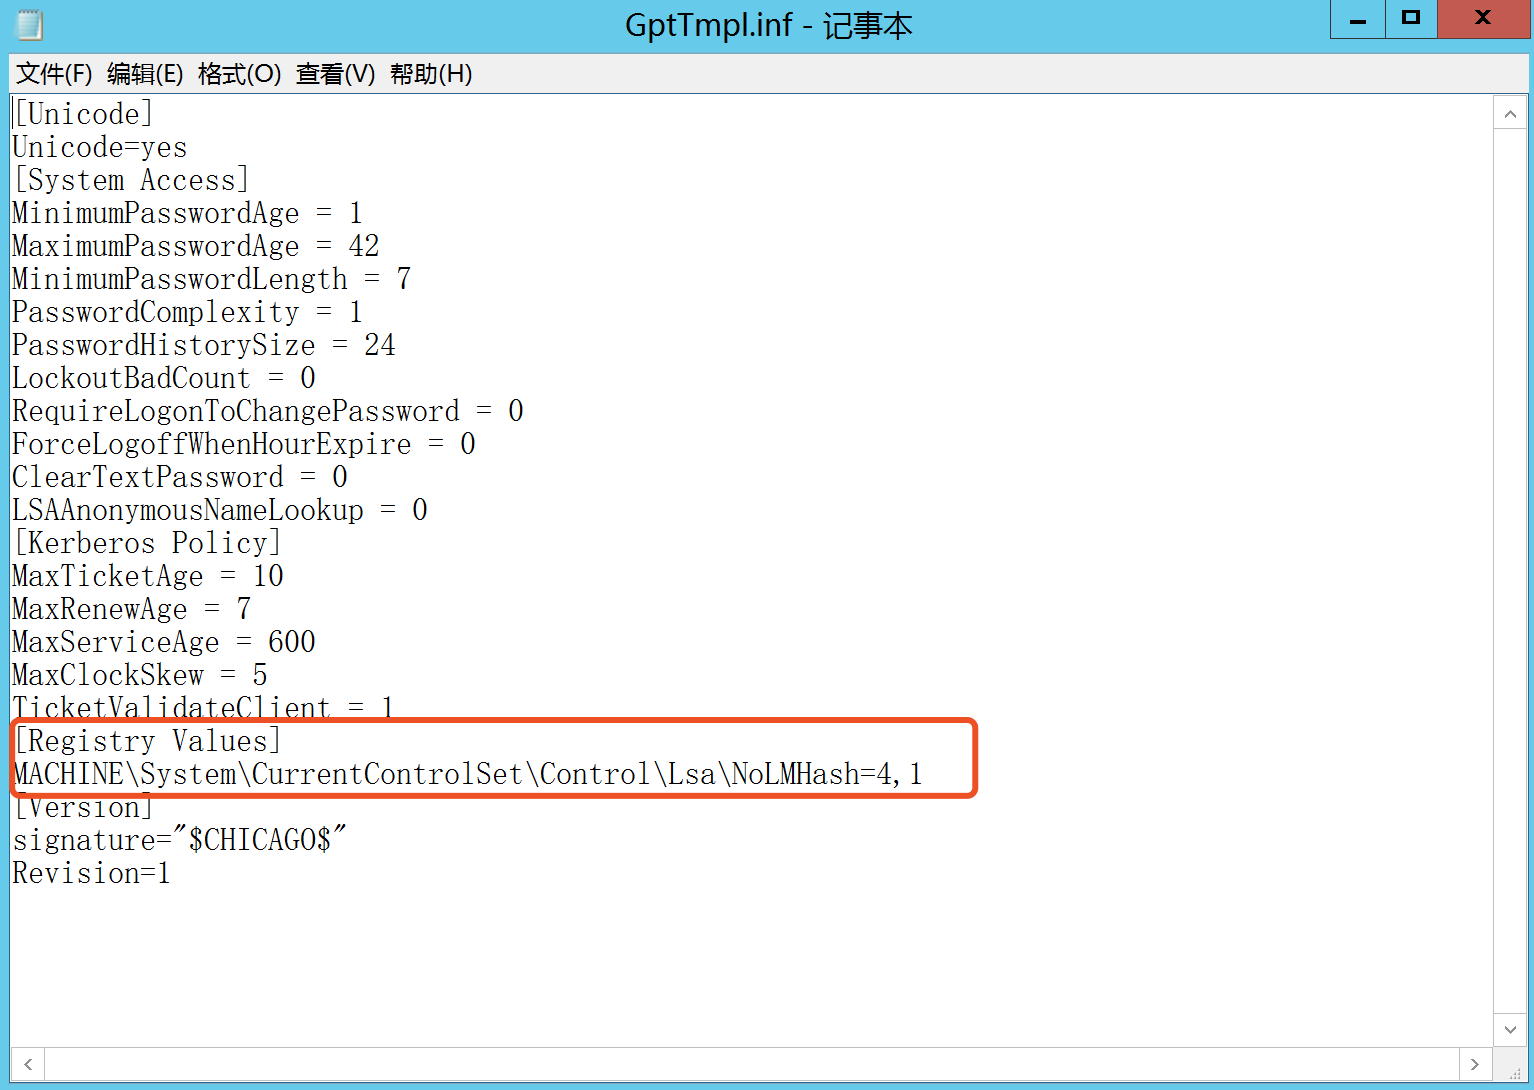 GptTmpl.inf - 记事本
文件(F) 编辑(E) 格式(O) 查看(V) 帮助(H)
[Unicode]
Unicode=yes
[System Access]
MinimumPasswordAge = 1
MaximumPasswordAge = 42
MinimumPasswordLength = 7
PasswordComplexity = 1
PasswordHistorySize = 24
LockoutBadCount = 0
RequireLogonToChangePassword = 0
ForceLogoffWhenHourExpire = 0
ClearTextPassword = 0
LSAAnonymousNameLookup = 0
[Kerberos Policy]
MaxTicketAge = 10
MaxRenewAge = 7
MaxServiceAge = 600
MaxClockSkew = 5
TicketValidateClient = 1
[Registry Values]
MACHINE\System\CurrentControlSet\Control\Lsa\NoLMHash=4,1
[Version]
signature="$CHICAGO$"
Revision=1